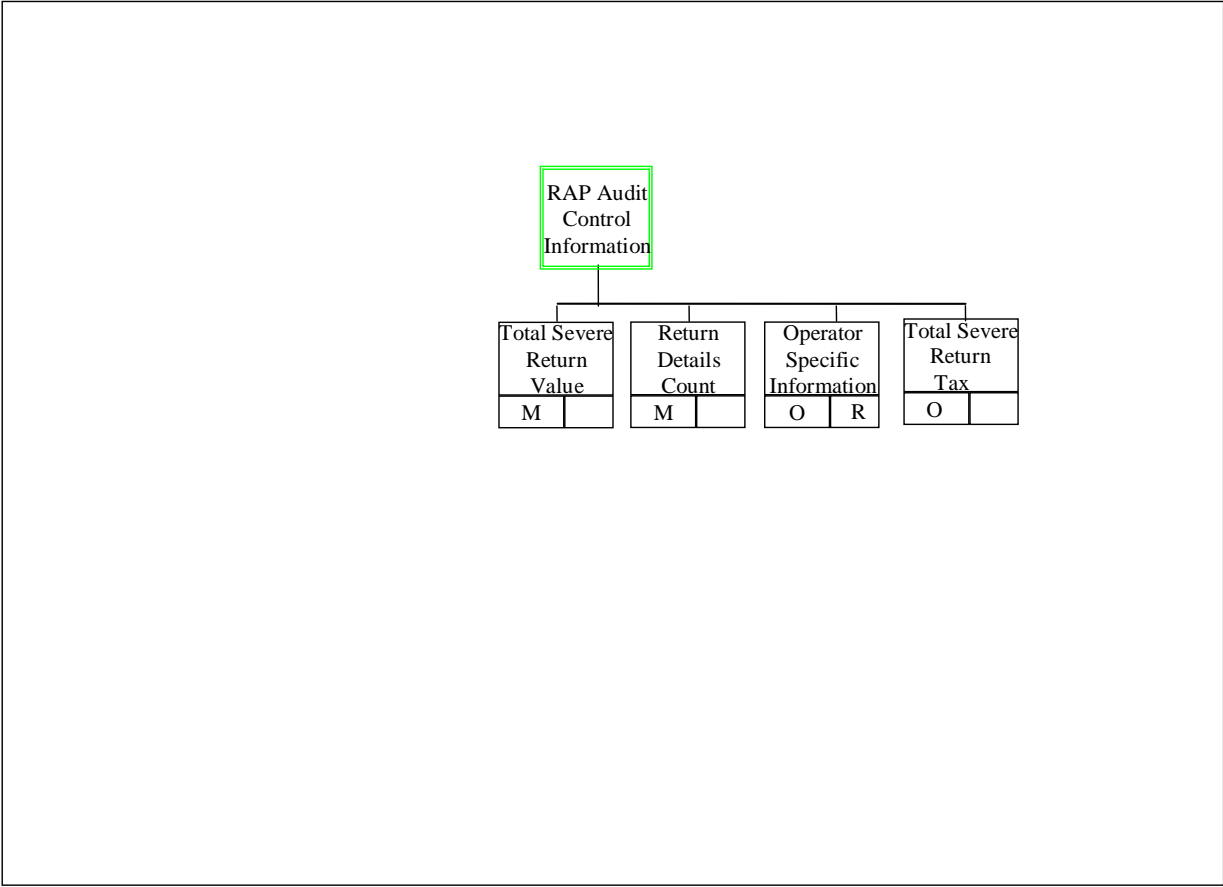 RAP Audit
Control
Information
Total Severe
Return
Value
M
Return
Details
Count
M
Operator
Specific
Information
O R
Total Severe
Return
Tax
O